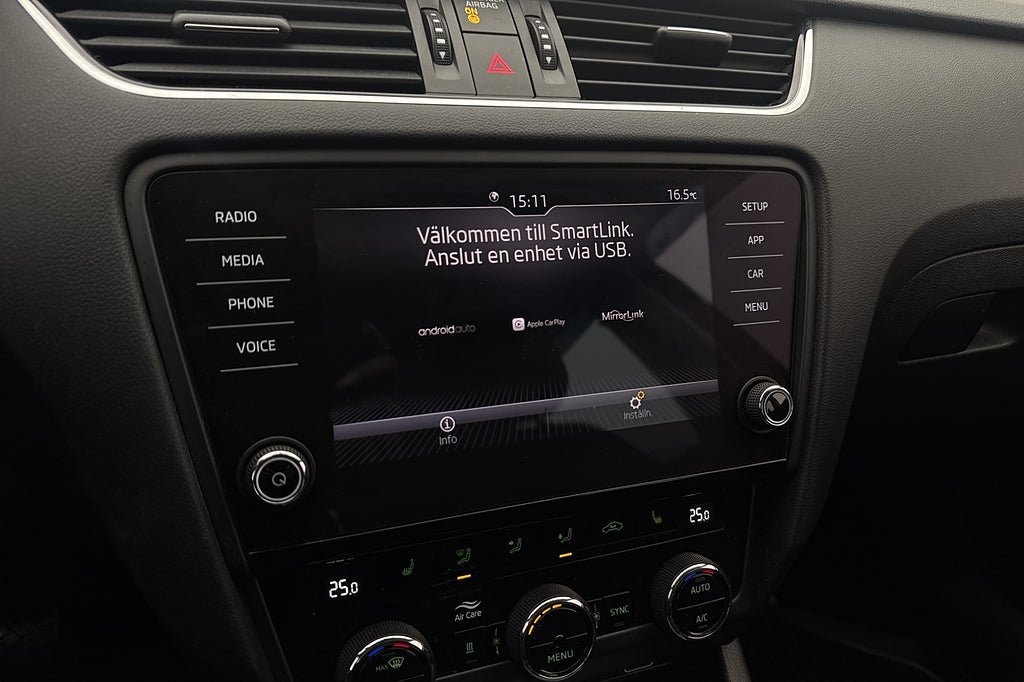 AIRBAG
ON
15:11
16.5°C
RADIO
MEDIA
PHONE
VOICE
Välkommen till SmartLink.
Anslut en enhet via USB.
androidauto
Apple CarPlay
MirrorLink
Info
Inställn.
SETUP
APP
CAR
MENU
25.0
25.0
Air Care
SYNC
AUTO
A/C
MAX
MENU